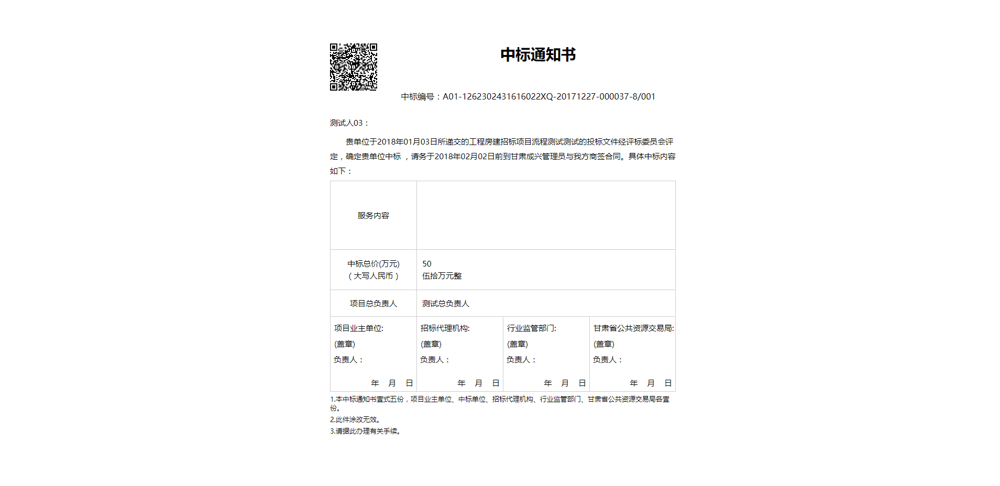 中标通知书
中标编号：A01-1262302431616022XQ-20171227-000037-8/001
测试人03：
贵单位于2018年01月03日所递交的工程房建招标项目流程测试测试的投标文件经评标委员会评
定，确定贵单位中标 ，请务于2018年02月02日前到甘肃成兴管理员与我方商签合同。具体中标内容
如下：
服务内容
中标总价(万元)
（大写人民币）
50
伍拾万元整
项目总负责人
测试总负责人
项目业主单位:
(盖章)
负责人：
年 月 日
招标代理机构:
(盖章)
负责人：
年 月 日
行业监管部门:
(盖章)
负责人：
年 月 日
甘肃省公共资源交易局:
(盖章)
负责人：
年 月 日
1.本中标通知书壹式五份，项目业主单位、中标单位、招标代理机构、行业监管部门、甘肃省公共资源交易局各壹
份。
2.此件涂改无效。
3.请据此办理有关手续。